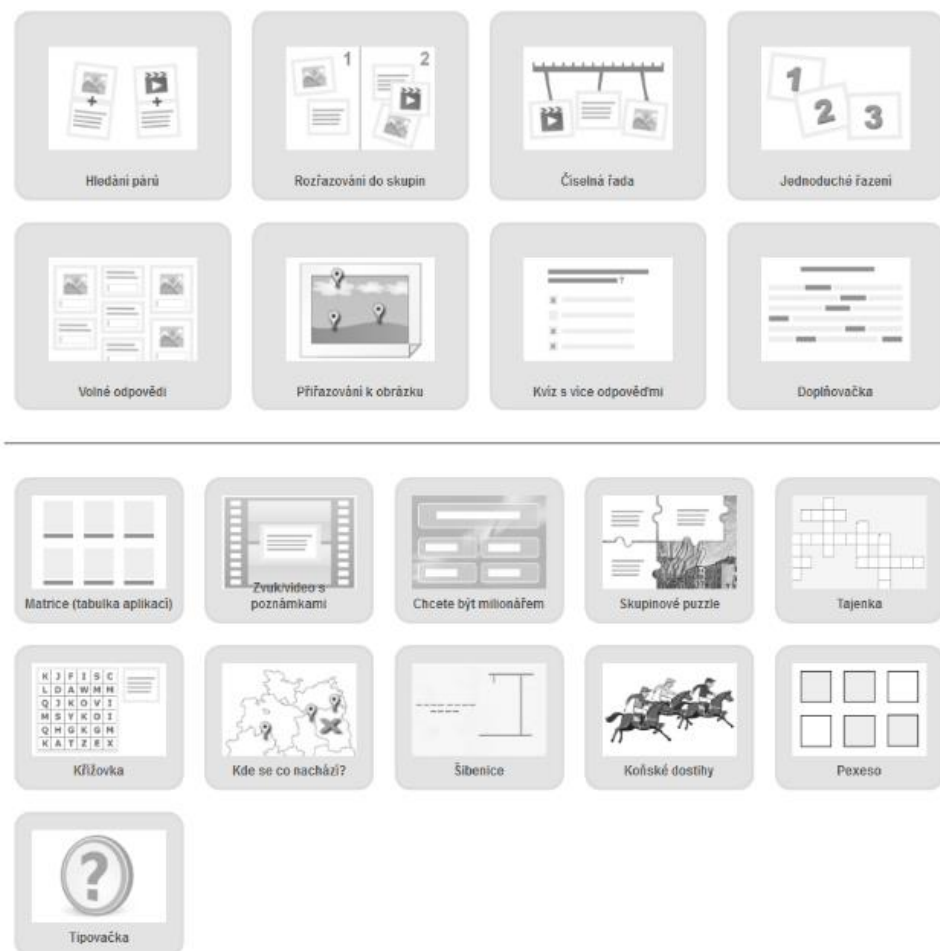 1
2
1
2
3
Hledání párů
Rozřazování do skupin
Číselná řada
Jednoduché řazení
?
Volné odpovědi
Přiřazování k obrázku
Kvíz s více odpověďmi
Doplňovačka
Matrice (tabulka aplikací)
Zvuk/video s
poznámkami
Chcete být milionářem
Skupinové puzzle
Tajenka
K J F I S C
L D A W M M
Q J K O V I
M S Y K O I
Q H G K G M
K A T Z E X
Křížovka
Kde se co nachází?
Šibenice
Koňské dostihy
Pexeso
?
Tipovačka